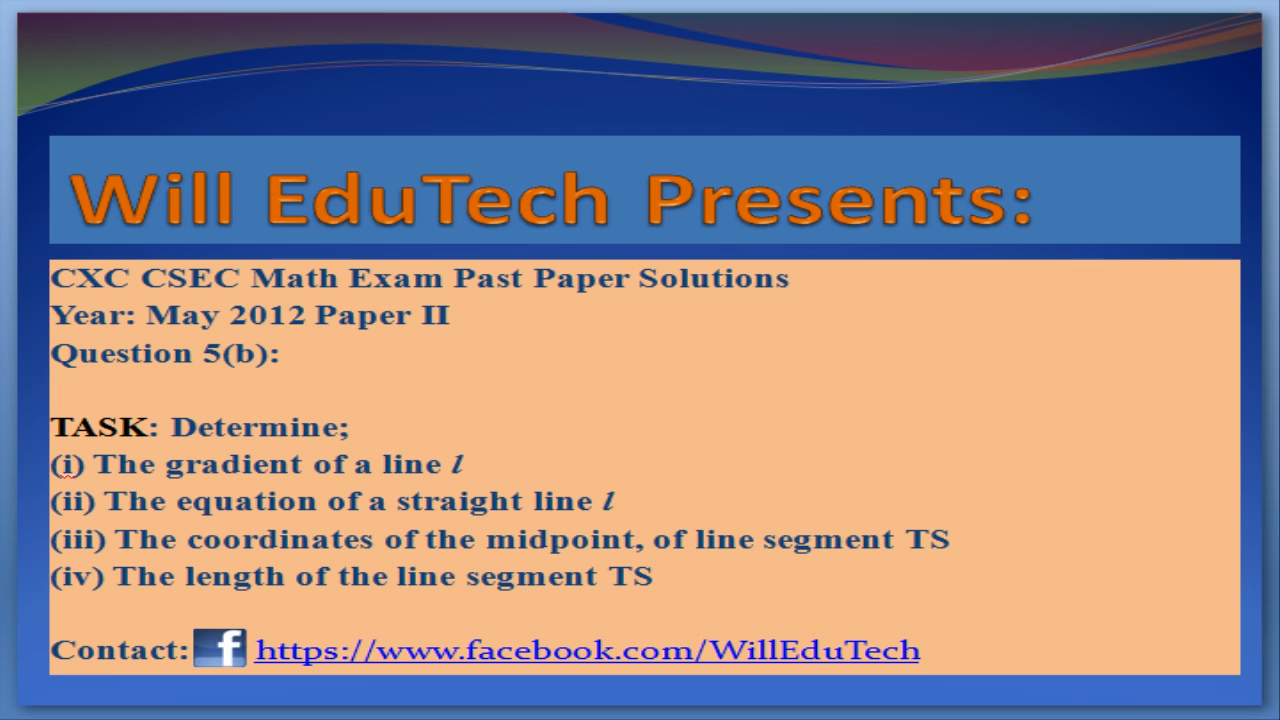 Will EduTech Presents:
CXC CSEC Math Exam Past Paper Solutions
Year: May 2012 Paper II
Question 5(b):
TASK: Determine;
(i) The gradient of a line l
(ii) The equation of a straight line l
(iii) The coordinates of the midpoint, of line segment TS
(iv) The length of the line segment TS
Contact: f https://www.facebook.com/WillEduTech